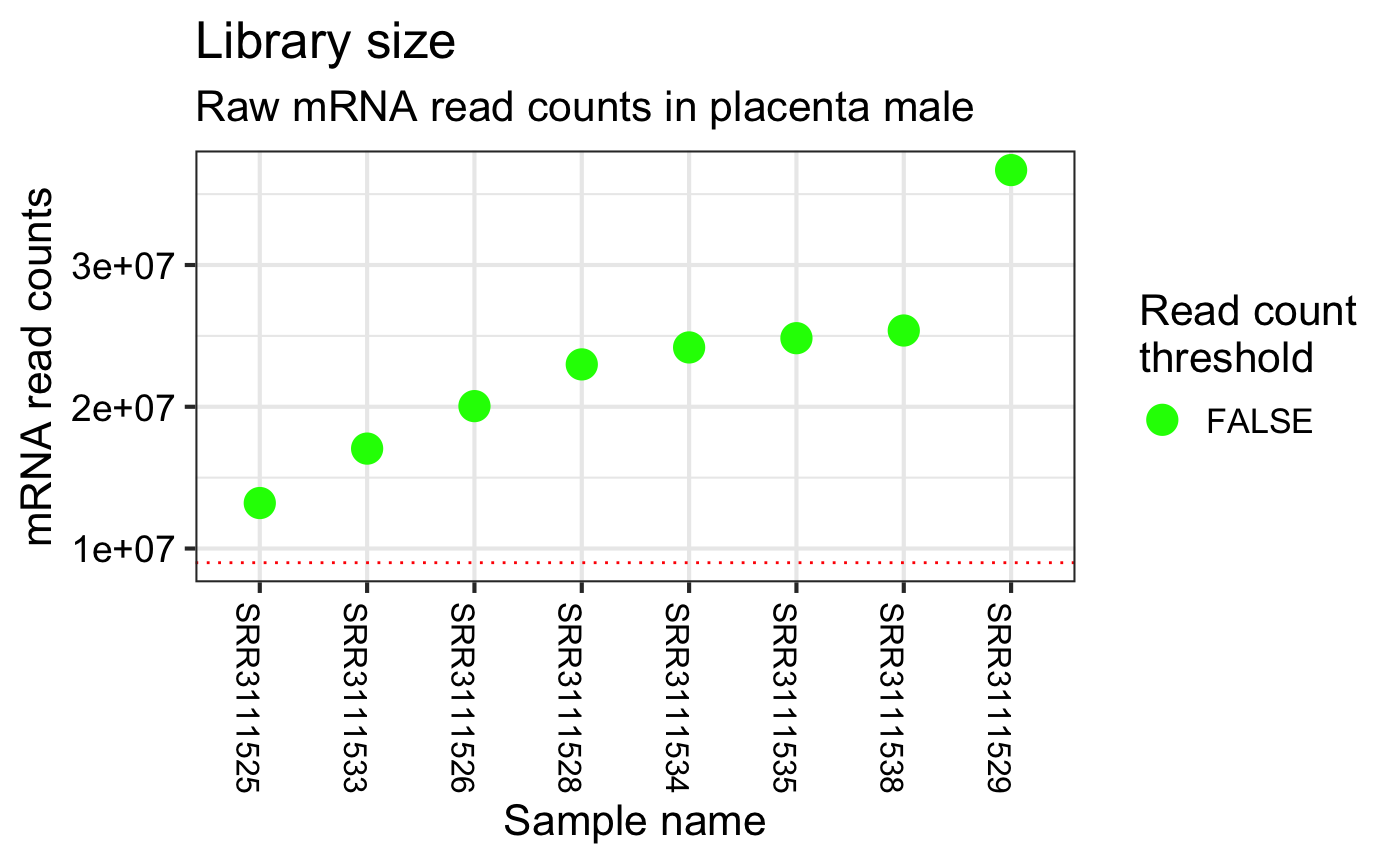 Library size
Raw mRNA read counts in placenta male
mRNA read counts
3e+07
2e+07
1e+07
SRR3111525
SRR3111533
SRR3111526
SRR3111528
SRR3111534
SRR3111535
SRR3111538
SRR3111529
Sample name
Read count
threshold
FALSE